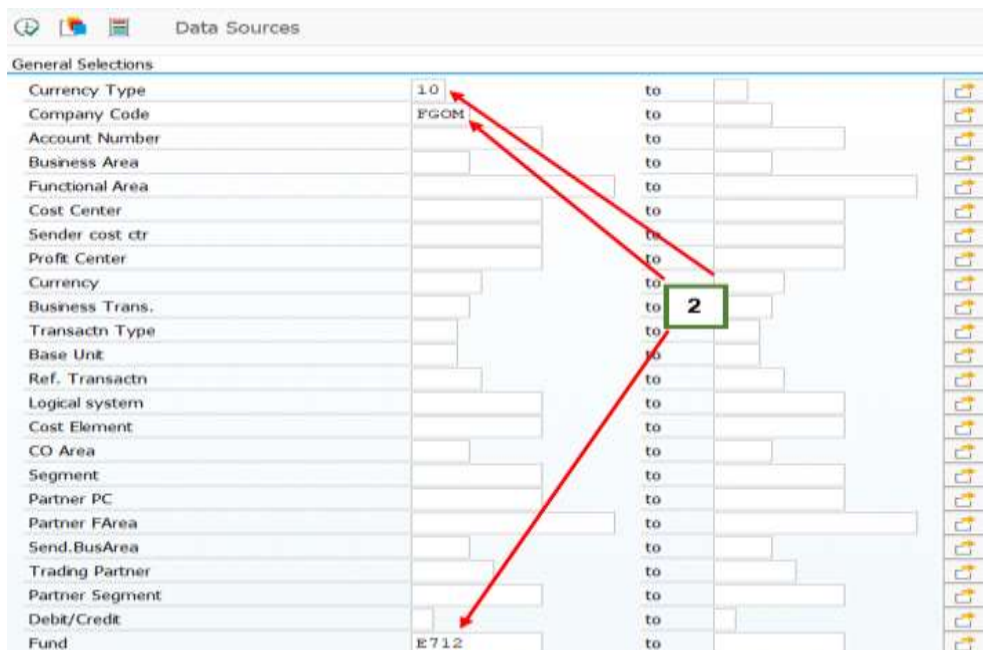 Data Sources
General Selections
Currency Type 10 to
Company Code FGOM to
Account Number to
Business Area to
Functional Area to
Cost Center to
Sender cost ctr to
Profit Center to
Currency to
Business Trans. to 2
Transactn Type to
Base Unit to
Ref. Transactn to
Logical system to
Cost Element to
CO Area to
Segment to
Partner PC to
Partner FArea to
Send.BusArea to
Trading Partner to
Partner Segment to
Debit/Credit to
Fund E712 to